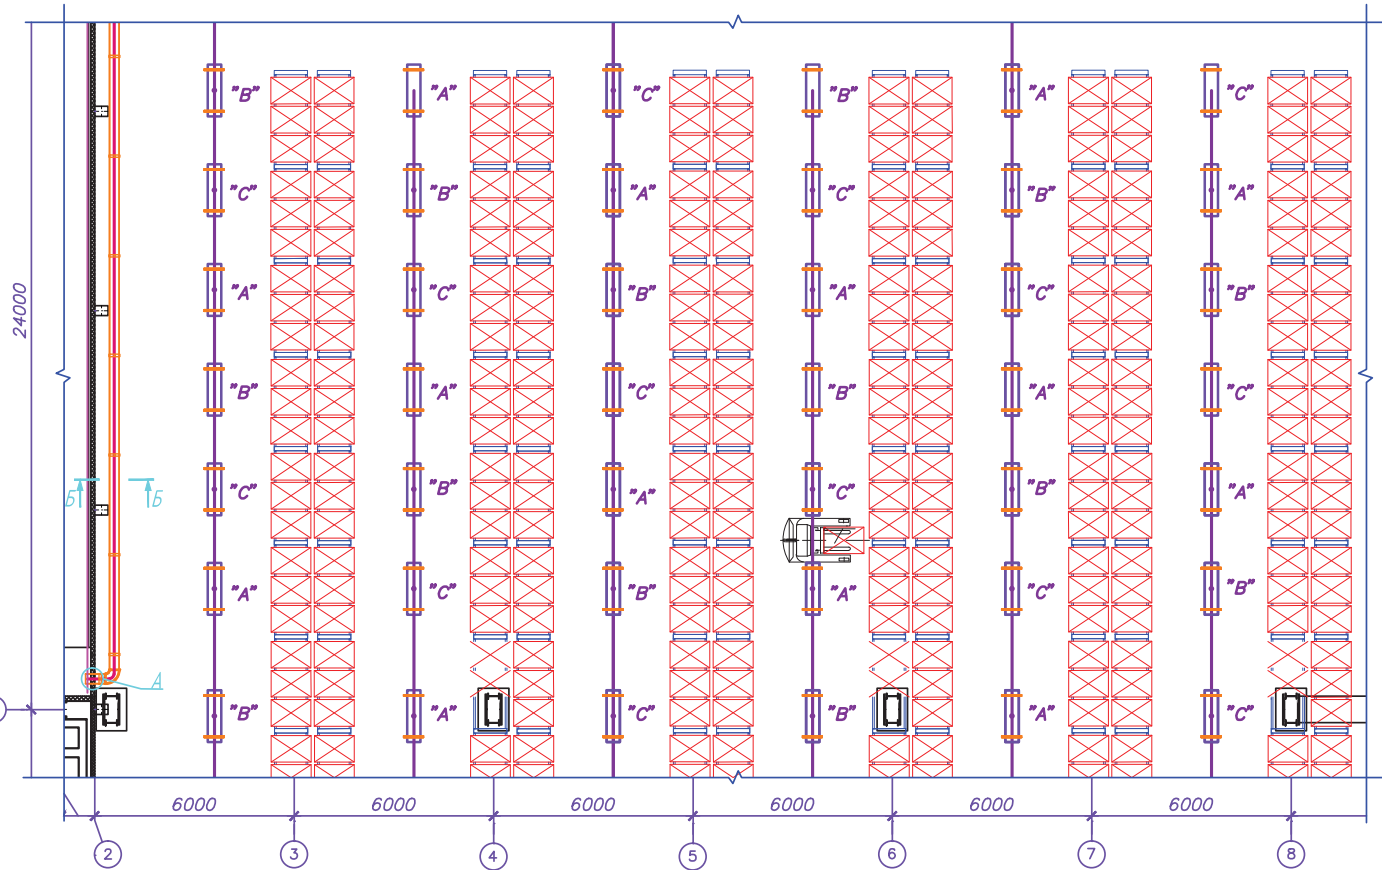 "B" "A" "C" "B" "A" "C"
"C" "B" "A" "C" "B" "A"
"A" "C" "B" "A" "C" "B"
24000
"B" "A" "C" "B" "A" "C"
"C" "B" "A" "C" "B" "A"
Б Б
"A" "C" "B" "A" "C" "B"
А
"B" "A" "C" "B" "A" "C"
6000 6000 6000 6000 6000 6000
2 3 4 5 6 7 8